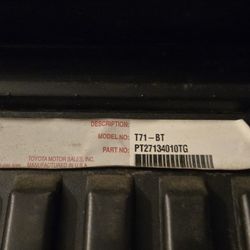 DESCRIPTION:
MODEL NO: T71-BT
PART NO: PT27134010TG
TOYOTA MOTOR SALES, INC.
U.S.A.